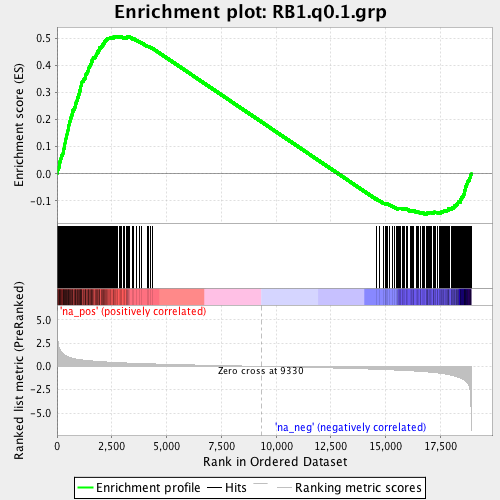 Enrichment plot: RB1.q0.1.grp
Enrichment score (ES)
0.5
0.4
0.3
0.2
0.1
0.0
-0.1
'na_pos' (positively correlated)
Ranked list metric (PreRanked)
5.0
2.5
0.0
-2.5
-5.0
Zero cross at 9330
'na_neg' (negatively correlated)
0 2,500 5,000 7,500 10,000 12,500 15,000 17,500
Rank in Ordered Dataset
Enrichment profile Hits Ranking metric scores